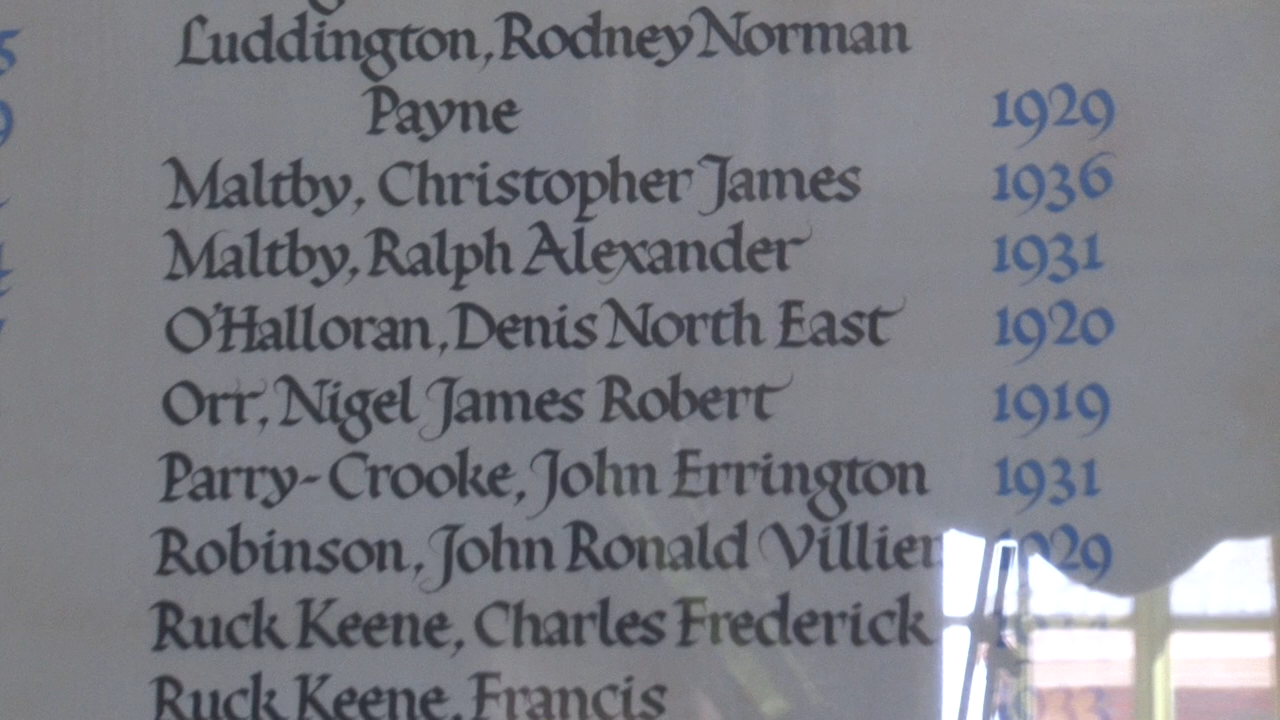 Luddington, Rodney Norman
Payne 1929
Maltby, Christopher James 1936
Maltby, Ralph Alexander 1931
O'Halloran, Denis North East 1920
Orr, Nigel James Robert 1919
Parry-Crooke, John Errington 1931
Robinson, John Ronald Villiers 1929
Ruck Keene, Charles Frederick
Ruck Keene, Francis